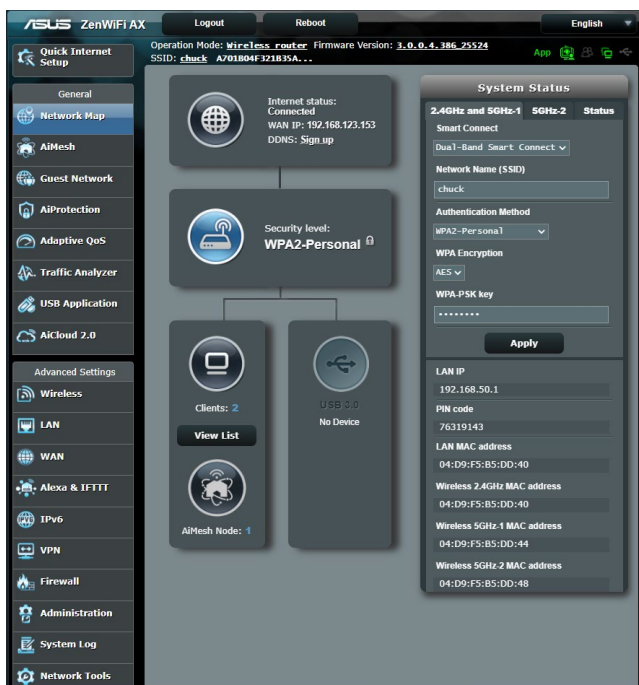 ASUS ZenWiFi AX Logout Reboot English
Quick Internet Setup
Operation Mode: Wireless router Firmware Version: 3.0.0.4.386_25524
SSID: chuck A701B04F321B35A...
App
General
Network Map
AiMesh
Guest Network
AiProtection
Adaptive QoS
Traffic Analyzer
USB Application
AiCloud 2.0
Advanced Settings
Wireless
LAN
WAN
Alexa & IFTTT
IPv6
VPN
Firewall
Administration
System Log
Network Tools
Internet status:
Connected
WAN IP: 192.168.123.153
DDNS: Sign up
Security level:
WPA2-Personal
Clients: 2
View List
AiMesh Node: 1
USB 3.0
No Device
System Status
2.4GHz and 5GHz-1 5GHz-2 Status
Smart Connect
Dual-Band Smart Connect
Network Name (SSID)
chuck
Authentication Method
WPA2-Personal
WPA Encryption
AES
WPA-PSK key
••••••••
Apply
LAN IP
192.168.50.1
PIN code
76319143
LAN MAC address
04:D9:F5:B5:DD:40
Wireless 2.4GHz MAC address
04:D9:F5:B5:DD:40
Wireless 5GHz-1 MAC address
04:D9:F5:B5:DD:44
Wireless 5GHz-2 MAC address
04:D9:F5:B5:DD:48